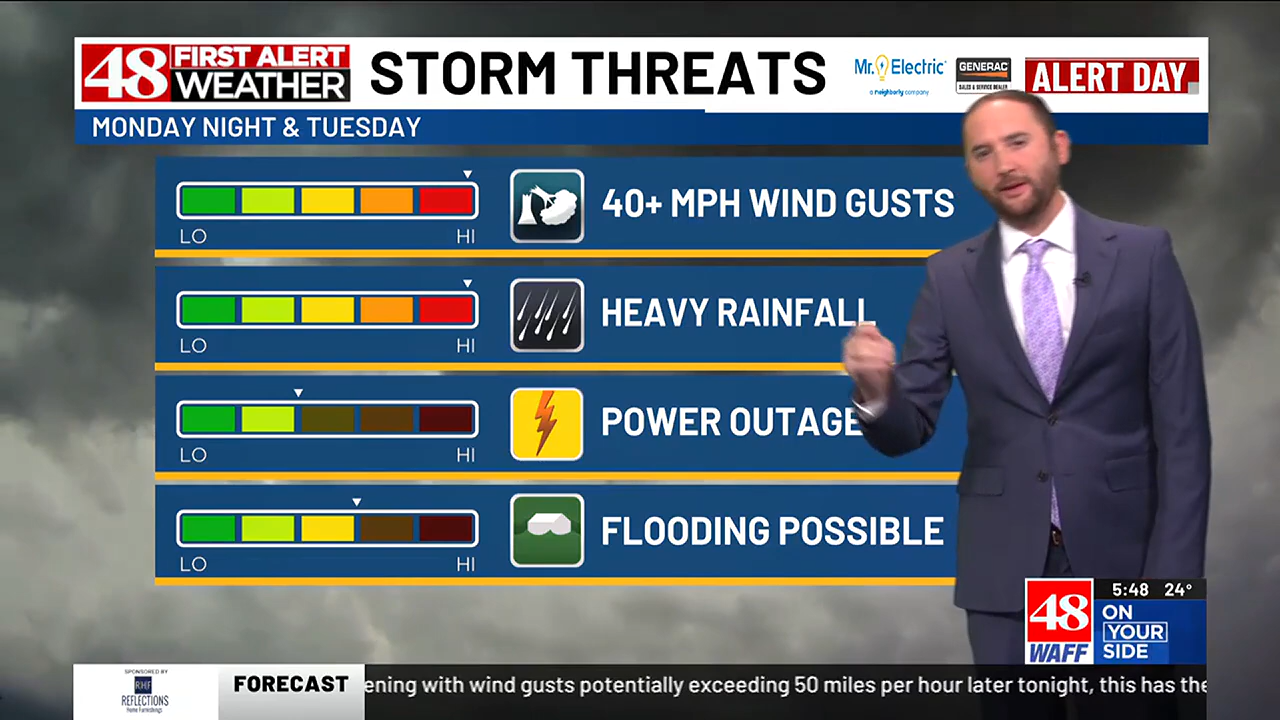 48 FIRST ALERT WEATHER
STORM THREATS
Mr. Electric
a neighborly company
GENERAC
SALES & SERVICE DEALER
ALERT DAY
MONDAY NIGHT & TUESDAY
LO HI
40+ MPH WIND GUSTS
LO HI
HEAVY RAINFALL
LO HI
POWER OUTAGE
LO HI
FLOODING POSSIBLE
48
WAFF
5:48 24°
ON
YOUR
SIDE
SPONSORED BY
RHF
REFLECTIONS
Home Furnishings
FORECAST
ening with wind gusts potentially exceeding 50 miles per hour later tonight, this has the